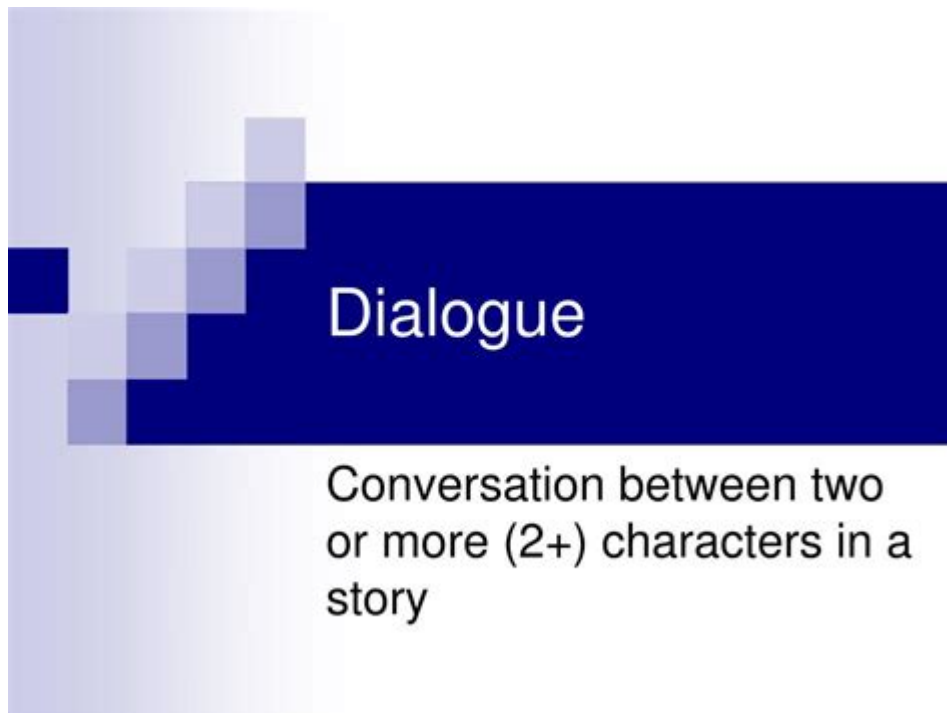 Dialogue
Conversation between two
or more (2+) characters in a
story